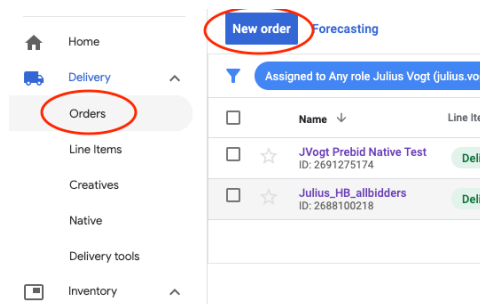 Home
Delivery
Orders
Line Items
Creatives
Native
Delivery tools
Inventory
New order
Forecasting
Assigned to Any role Julius Vogt (julius.vo
Name
Line Ite
JVogt Prebid Native Test
ID: 2691275174
Deli
Julius_HB_allbidders
ID: 2688100218
Deli